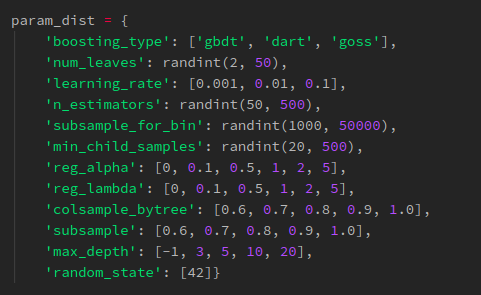 param_dist = {
    'boosting_type': ['gbdt', 'dart', 'goss'],
    'num_leaves': randint(2, 50),
    'learning_rate': [0.001, 0.01, 0.1],
    'n_estimators': randint(50, 500),
    'subsample_for_bin': randint(1000, 50000),
    'min_child_samples': randint(20, 500),
    'reg_alpha': [0, 0.1, 0.5, 1, 2, 5],
    'reg_lambda': [0, 0.1, 0.5, 1, 2, 5],
    'colsample_bytree': [0.6, 0.7, 0.8, 0.9, 1.0],
    'subsample': [0.6, 0.7, 0.8, 0.9, 1.0],
    'max_depth': [-1, 3, 5, 10, 20],
    'random_state': [42]}